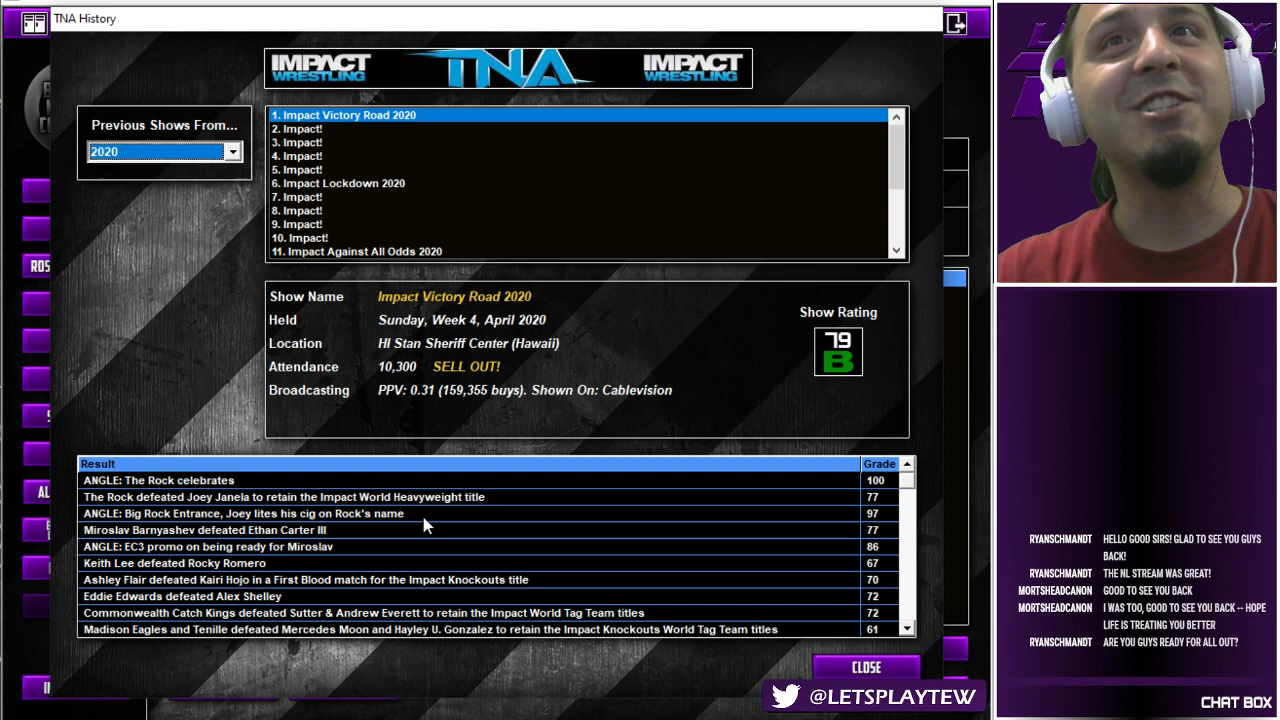 TNA History
IMPACT WRESTLING TNA IMPACT WRESTLING
Previous Shows From...
2020
1. Impact Victory Road 2020
2. Impact!
3. Impact!
4. Impact!
5. Impact!
6. Impact Lockdown 2020
7. Impact!
8. Impact!
9. Impact!
10. Impact!
11. Impact Against All Odds 2020
ROS
AL
Show Name Impact Victory Road 2020
Held Sunday, Week 4, April 2020
Location HI Stan Sheriff Center (Hawaii)
Attendance 10,300 SELL OUT!
Broadcasting PPV: 0.31 (159,355 buys). Shown On: Cablevision
Show Rating
79
B
Result Grade
ANGLE: The Rock celebrates 100
The Rock defeated Joey Janela to retain the Impact World Heavyweight title 77
ANGLE: Big Rock Entrance, Joey lites his cig on Rock's name 97
Miroslav Barnyashev defeated Ethan Carter III 77
ANGLE: EC3 promo on being ready for Miroslav 86
Keith Lee defeated Rocky Romero 67
Ashley Flair defeated Kairi Hojo in a First Blood match for the Impact Knockouts title 70
Eddie Edwards defeated Alex Shelley 72
Commonwealth Catch Kings defeated Sutter & Andrew Everett to retain the Impact World Tag Team titles 72
Madison Eagles and Tenille defeated Mercedes Moon and Hayley U. Gonzalez to retain the Impact Knockouts World Tag Team titles 61
CLOSE
@LETSPLAYTEW
RYANSCHMANDT HELLO GOOD SIRS! GLAD TO SEE YOU GUYS
BACK!
RYANSCHMANDT THE NL STREAM WAS GREAT!
MORTSHEADCANON GOOD TO SEE YOU BACK
MORTSHEADCANON I WAS TOO, GOOD TO SEE YOU BACK -- HOPE
LIFE IS TREATING YOU BETTER
RYANSCHMANDT ARE YOU GUYS READY FOR ALL OUT?
CHAT BOX